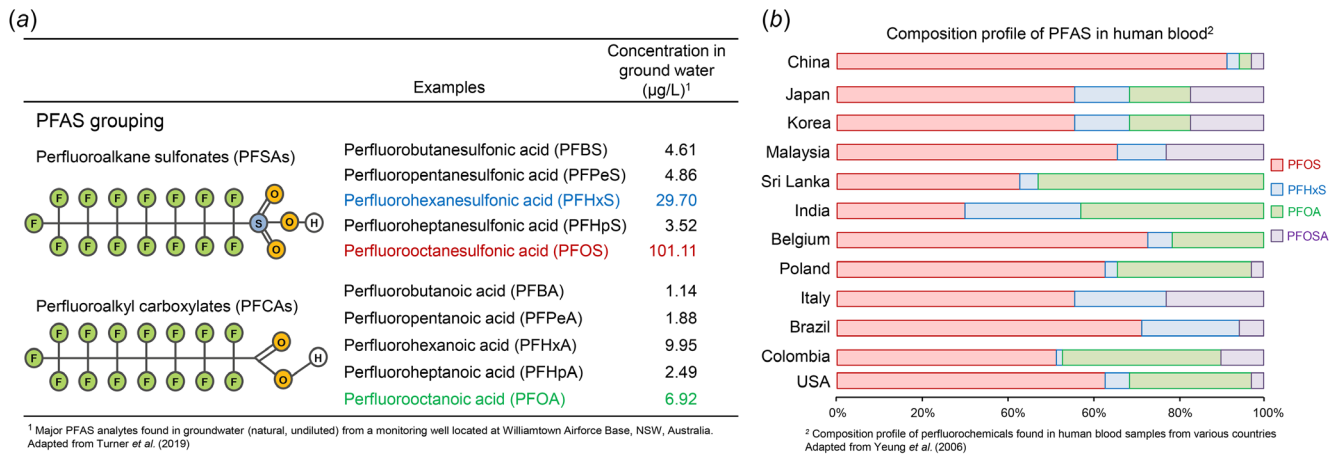 (a)
Examples
Concentration in
ground water
(µg/L)1
PFAS grouping
Perfluoroalkane sulfonates (PFSAs)
F F F F F F F O
F S O H
F F F F F F F O
Perfluorobutanesulfonic acid (PFBS) 4.61
Perfluoropentanesulfonic acid (PFPeS) 4.86
Perfluorohexanesulfonic acid (PFHxS) 29.70
Perfluoroheptanesulfonic acid (PFHpS) 3.52
Perfluorooctanesulfonic acid (PFOS) 101.11
Perfluoroalkyl carboxylates (PFCAs)
F F F F F F F O
F H
F F F F F F F O
Perfluorobutanoic acid (PFBA) 1.14
Perfluoropentanoic acid (PFPeA) 1.88
Perfluorohexanoic acid (PFHxA) 9.95
Perfluoroheptanoic acid (PFHpA) 2.49
Perfluorooctanoic acid (PFOA) 6.92
1 Major PFAS analytes found in groundwater (natural, undiluted) from a monitoring well located at Williamtown Airforce Base, NSW, Australia.
Adapted from Turner et al. (2019)
(b)
Composition profile of PFAS in human blood2
China
Japan
Korea
Malaysia
Sri Lanka
India
Belgium
Poland
Italy
Brazil
Colombia
USA
0% 20% 40% 60% 80% 100%
PFOS
PFHxS
PFOA
PFOSA
2 Composition profile of perfluorochemicals found in human blood samples from various countries
Adapted from Yeung et al. (2006)